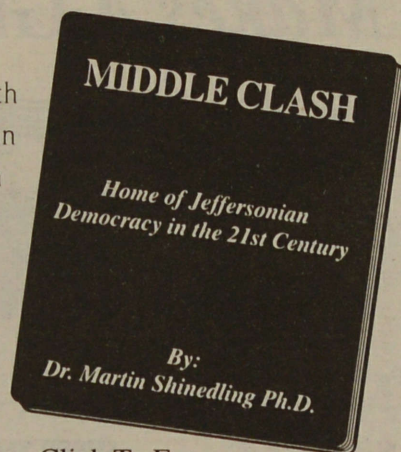 MIDDLE CLASH
Home of Jeffersonian
Democracy in the 21st Century
By:
Dr. Martin Shinedling Ph.D.